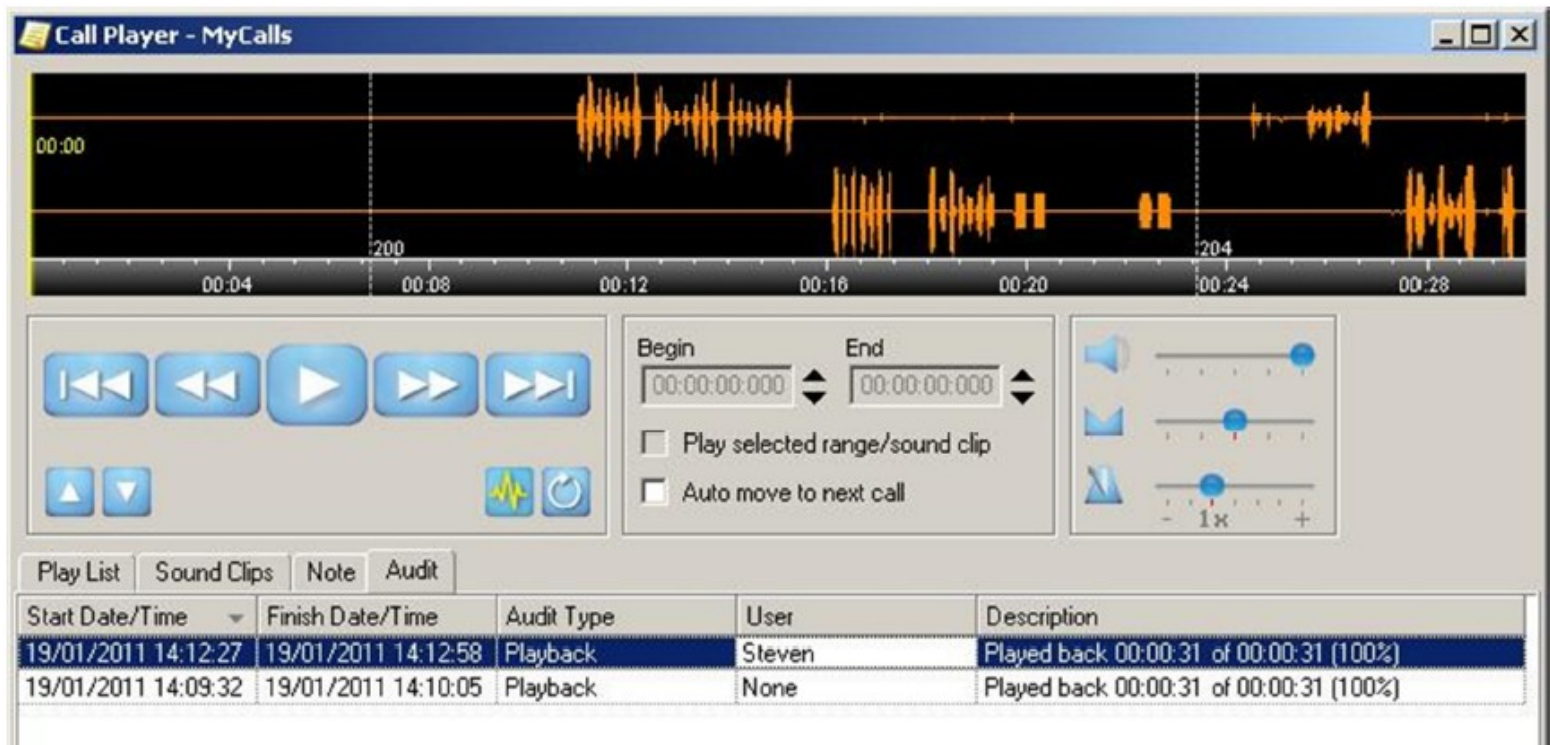 Call Player - MyCalls
00:00
200
204
00:04 00:08 00:12 00:16 00:20 00:24 00:28
Begin End
00:00:00:000 00:00:00:000
Play selected range/sound clip
Auto move to next call
- 1x +
Play List Sound Clips Note Audit
Start Date/Time Finish Date/Time Audit Type User Description
19/01/2011 14:12:27 19/01/2011 14:12:58 Playback Steven Played back 00:00:31 of 00:00:31 (100%)
19/01/2011 14:09:32 19/01/2011 14:10:05 Playback None Played back 00:00:31 of 00:00:31 (100%)